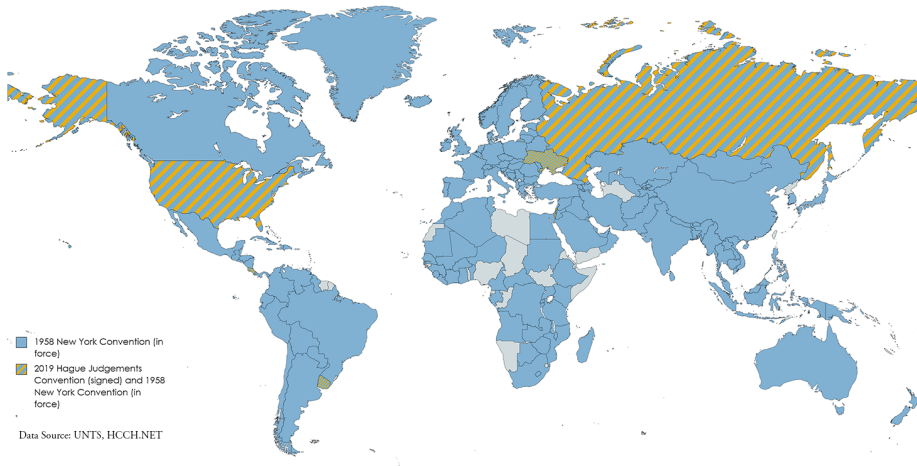 1958 New York Convention (in
force)
2019 Hague Judgements
Convention (signed) and 1958
New York Convention (in
force)
Data Source: UNTS, HCCH.NET